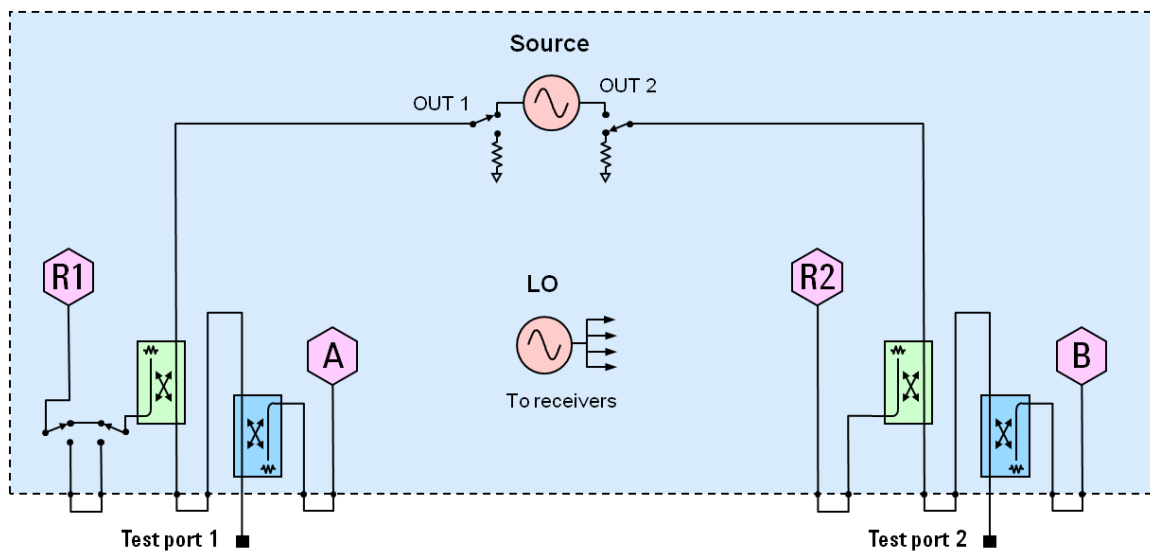 Source
OUT 1
OUT 2
R1
LO
R2
A
B
To receivers
Test port 1
Test port 2